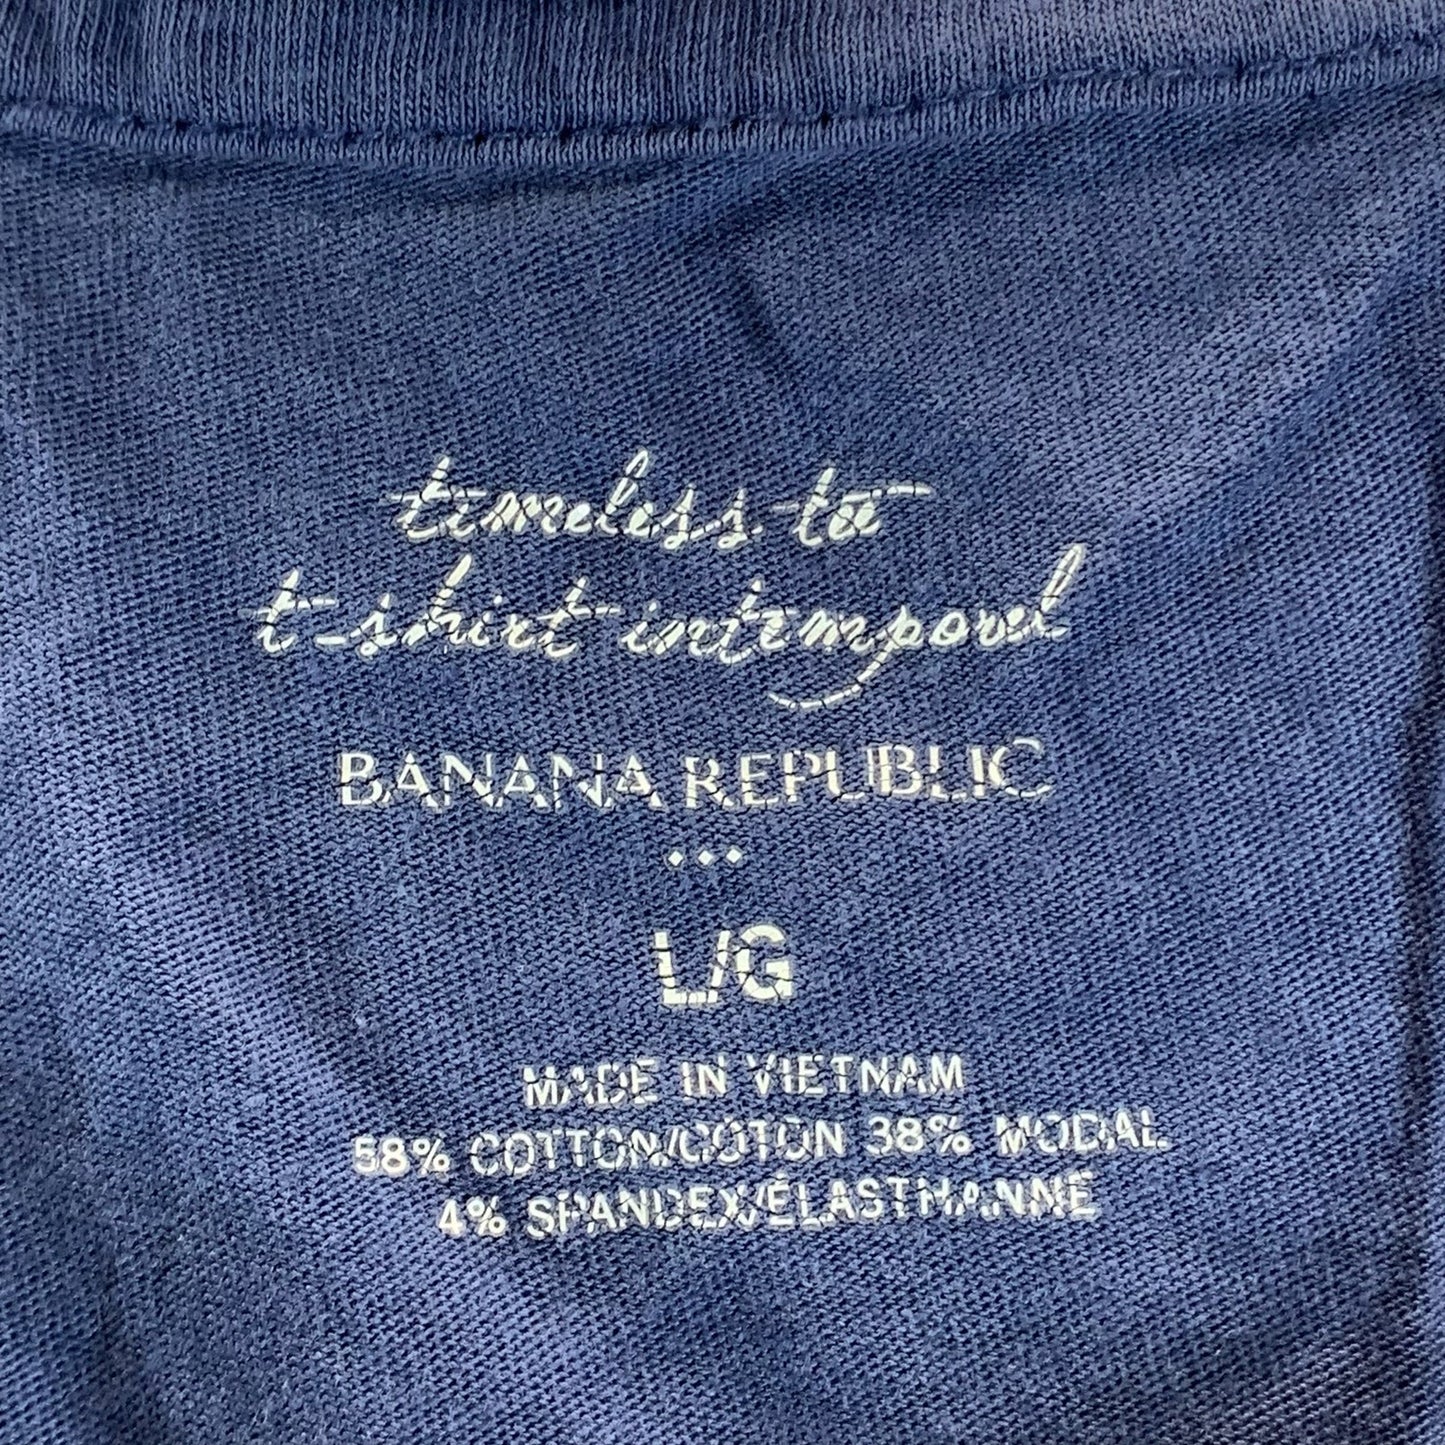 timeless tee
t-shirt intemporel
BANANA REPUBLIC
...
L/G
MADE IN VIETNAM
58% COTTON/COTON 38% MODAL
4% SPANDEX/ÉLASTHANNE